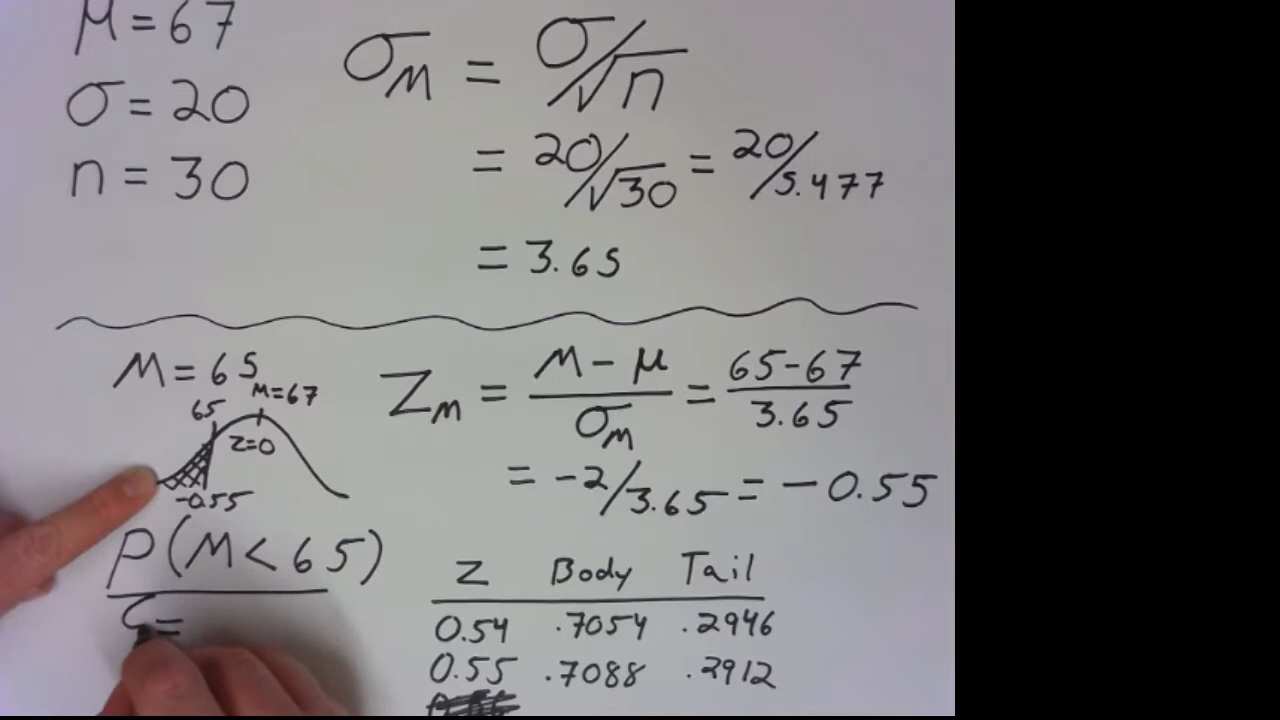 μ = 67
σ = 20
n = 30
σM = σ/√n
= 20/√30 = 20/5.477
= 3.65
M = 65
65
M=67
z=0
-0.55
ZM = M - μ / σM = 65-67 / 3.65
= -2/3.65 = -0.55
P(M < 65)
=
Z Body Tail
0.54 .7054 .2946
0.55 .7088 .2912